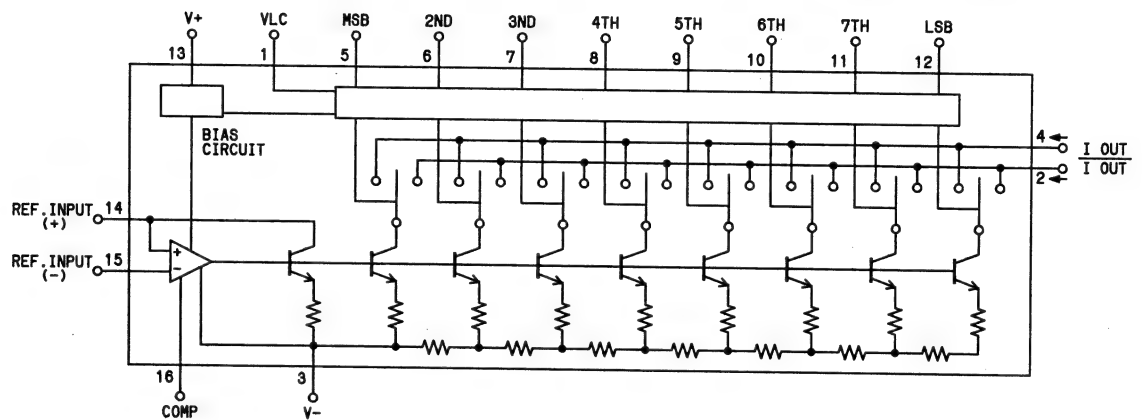 V+ VLC MSB 2ND 3ND 4TH 5TH 6TH 7TH LSB
13 1 5 6 7 8 9 10 11 12
BIAS
CIRCUIT
4
I OUT
I OUT
2
REF.INPUT 14
(+)
+
REF.INPUT 15
(-)
-
16
COMP
3
V-